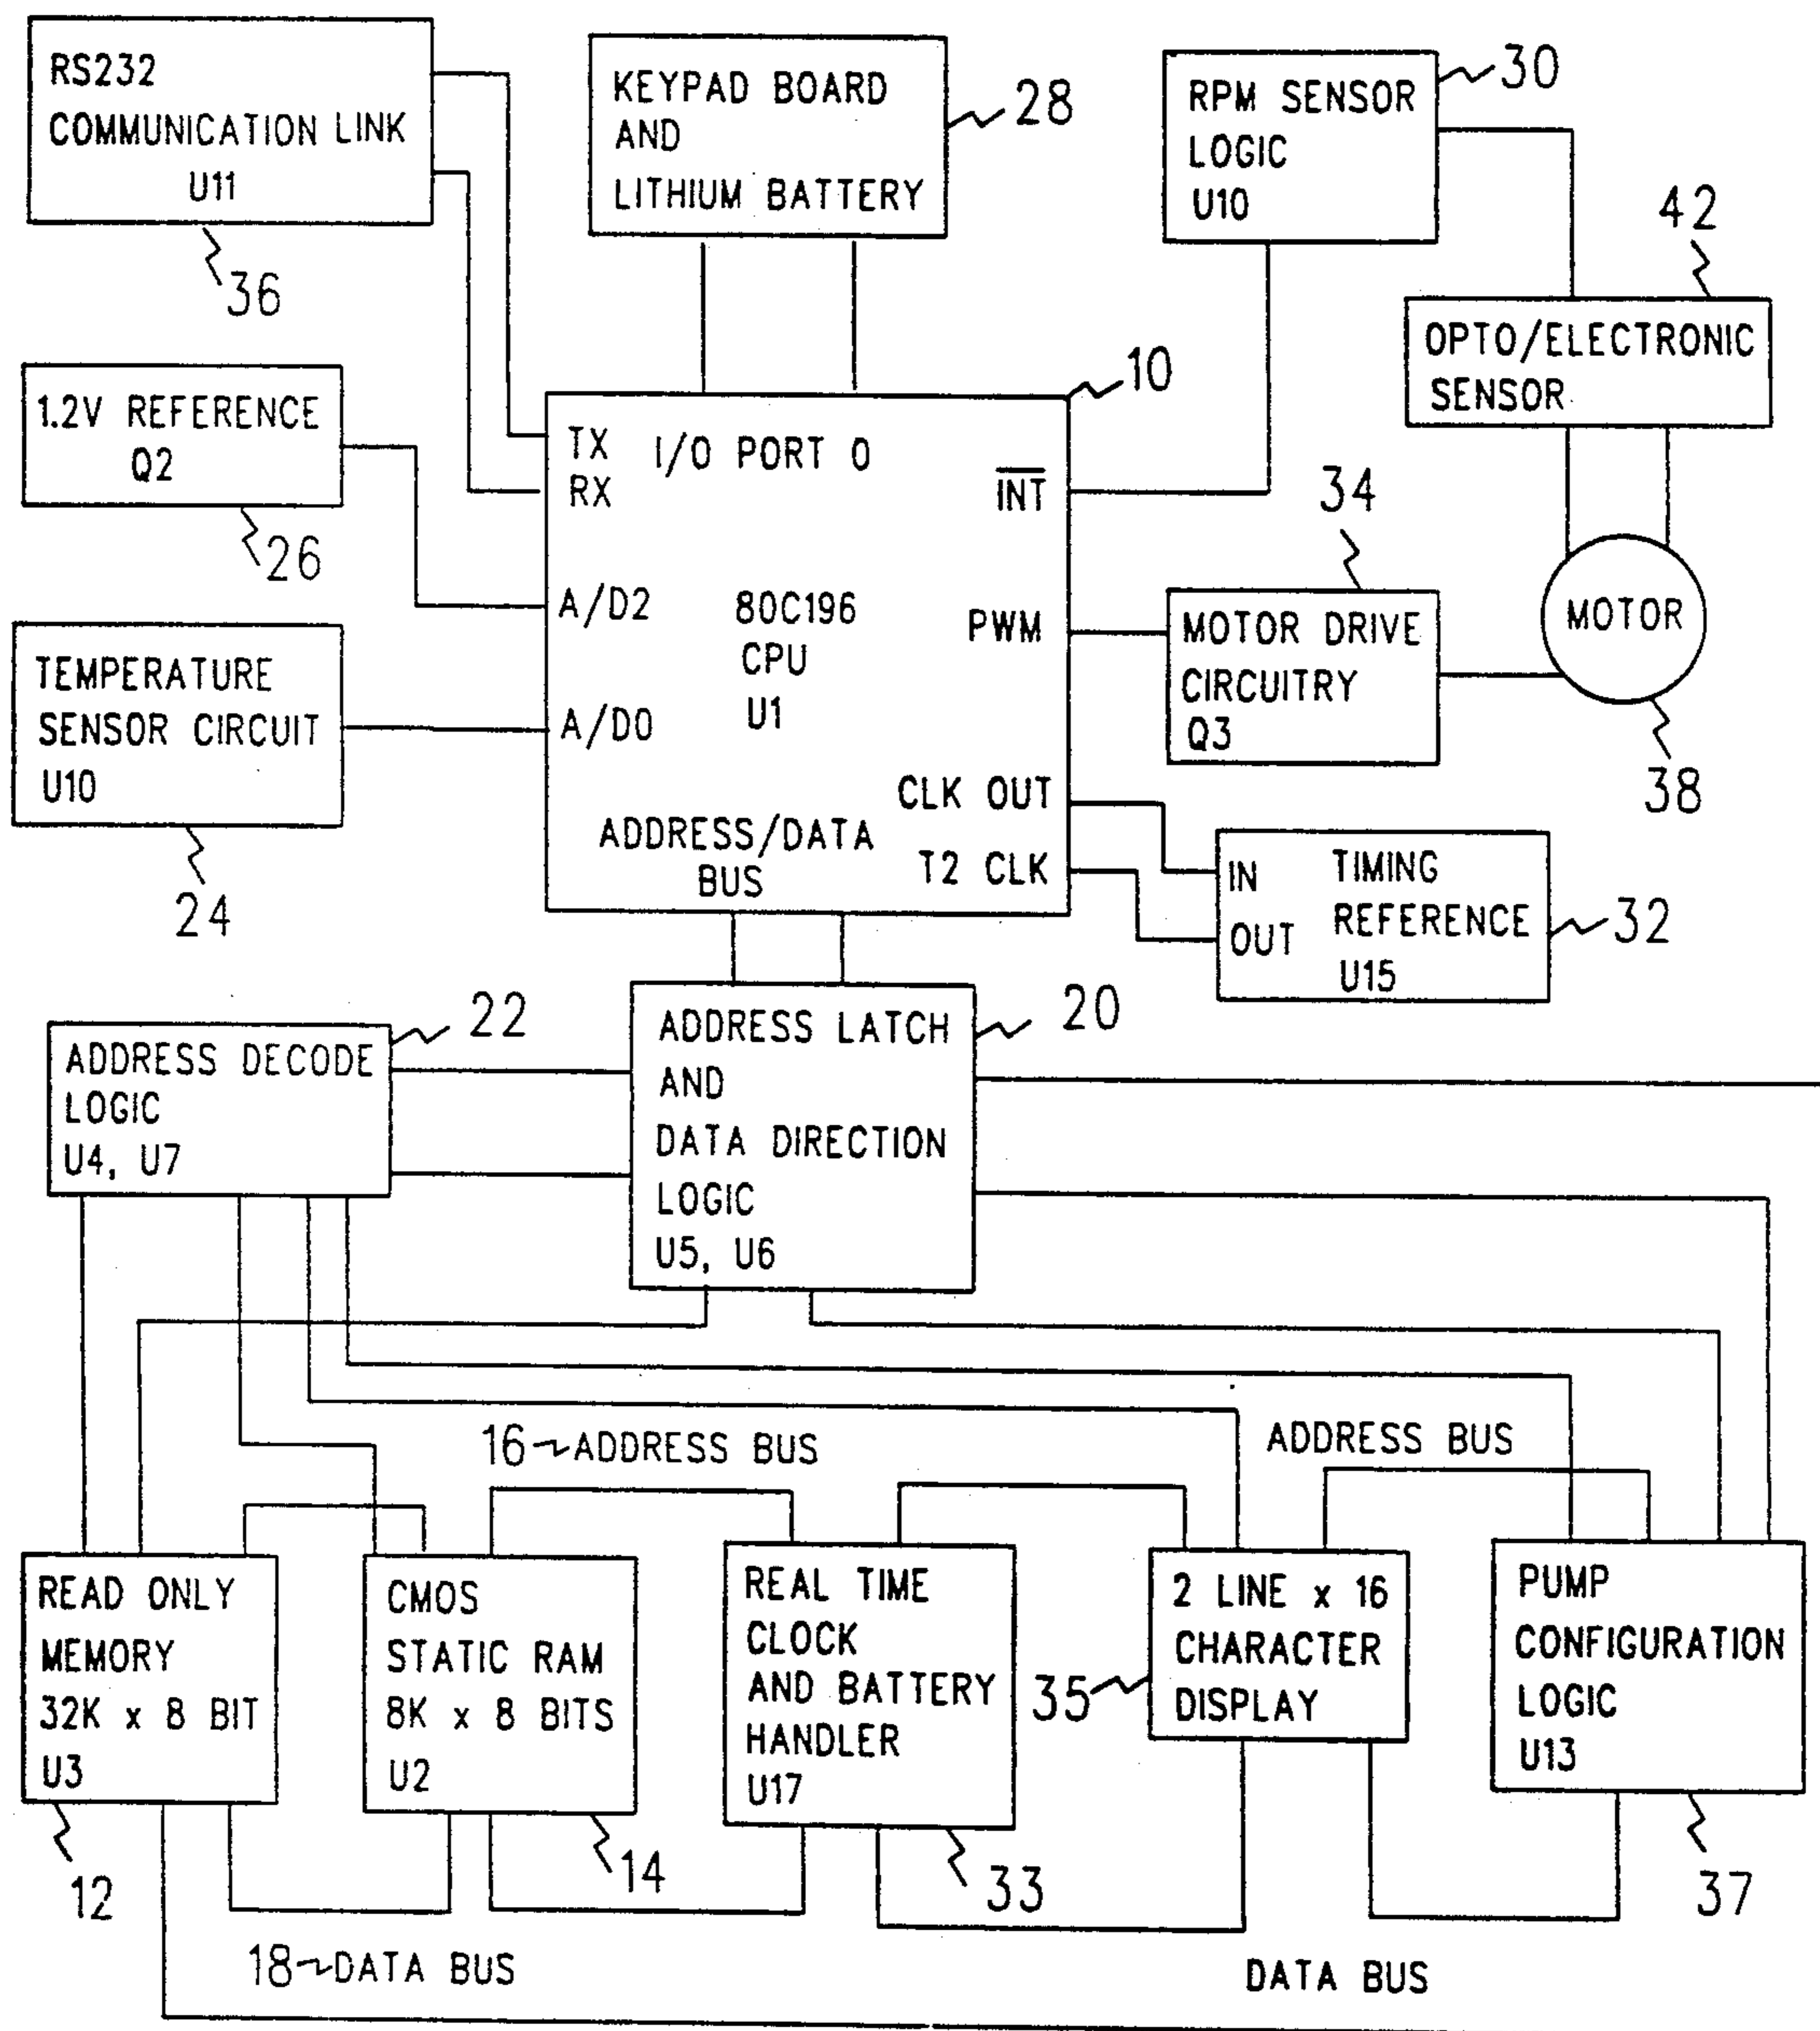 RS232
COMMUNICATION LINK
U11
36
KEYPAD BOARD
AND
LITHIUM BATTERY
28
RPM SENSOR
LOGIC
U10
30
42
OPTO/ELECTRONIC
SENSOR
1.2V REFERENCE
Q2
26
10
TX
RX
I/O PORT 0
INT
A/D2
80C196
CPU
U1
PWM
A/D0
CLK OUT
ADDRESS/DATA
BUS
T2 CLK
34
MOTOR DRIVE
CIRCUITRY
Q3
MOTOR
38
TEMPERATURE
SENSOR CIRCUIT
U10
24
IN
OUT
TIMING
REFERENCE
U15
32
22
ADDRESS DECODE
LOGIC
U4, U7
ADDRESS LATCH
AND
DATA DIRECTION
LOGIC
U5, U6
20
16
ADDRESS BUS
ADDRESS BUS
READ ONLY
MEMORY
32K x 8 BIT
U3
12
CMOS
STATIC RAM
8K x 8 BITS
U2
14
REAL TIME
CLOCK
AND BATTERY
HANDLER
U17
33
2 LINE x 16
CHARACTER
DISPLAY
35
PUMP
CONFIGURATION
LOGIC
U13
37
18
DATA BUS
DATA BUS